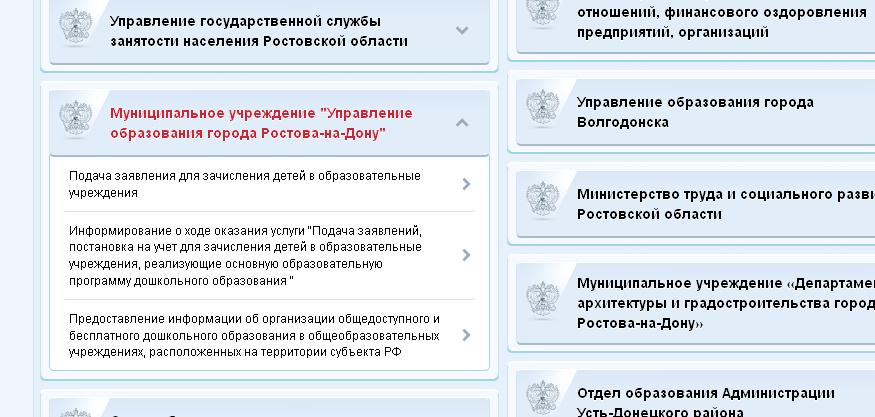 Управление государственной службы
занятости населения Ростовской области
Муниципальное учреждение "Управление
образования города Ростова-на-Дону"
Подача заявления для зачисления детей в образовательные
учреждения
Информирование о ходе оказания услуги "Подача заявлений,
постановка на учет для зачисления детей в образовательные
учреждения, реализующие основную образовательную
программу дошкольного образования "
Предоставление информации об организации общедоступного и
бесплатного дошкольного образования в общеобразовательных
учреждениях, расположенных на территории субъекта РФ
отношений, финансового оздоровления
предприятий, организаций
Управление образования города
Волгодонска
Министерство труда и социального разви
Ростовской области
Муниципальное учреждение «Департамен
архитектуры и градостроительства город
Ростова-на-Дону»
Отдел образования Администрации
Усть-Донецкого района